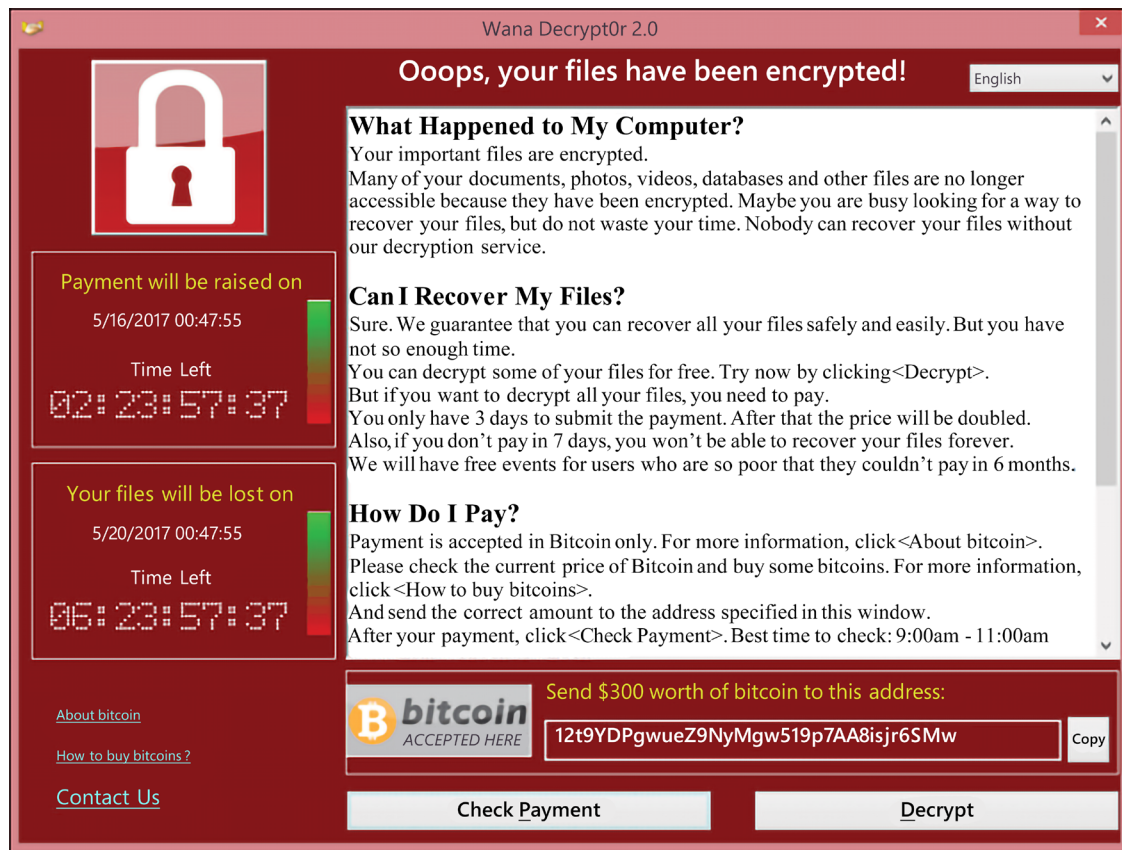 Wana Decrypt0r 2.0
Ooops, your files have been encrypted!
English
Payment will be raised on
5/16/2017 00:47:55
Time Left
02:23:57:37
Your files will be lost on
5/20/2017 00:47:55
Time Left
06:23:57:37
About bitcoin
How to buy bitcoins?
Contact Us
What Happened to My Computer?
Your important files are encrypted.
Many of your documents, photos, videos, databases and other files are no longer
accessible because they have been encrypted. Maybe you are busy looking for a way to
recover your files, but do not waste your time. Nobody can recover your files without
our decryption service.
Can I Recover My Files?
Sure. We guarantee that you can recover all your files safely and easily. But you have
not so enough time.
You can decrypt some of your files for free. Try now by clicking <Decrypt>.
But if you want to decrypt all your files, you need to pay.
You only have 3 days to submit the payment. After that the price will be doubled.
Also, if you don't pay in 7 days, you won't be able to recover your files forever.
We will have free events for users who are so poor that they couldn't pay in 6 months.
How Do I Pay?
Payment is accepted in Bitcoin only. For more information, click <About bitcoin>.
Please check the current price of Bitcoin and buy some bitcoins. For more information,
click <How to buy bitcoins>.
And send the correct amount to the address specified in this window.
After your payment, click <Check Payment>. Best time to check: 9:00am - 11:00am
bitcoin
ACCEPTED HERE
Send $300 worth of bitcoin to this address:
12t9YDPgwueZ9NyMgw519p7AA8isjr6SMw
Copy
Check Payment
Decrypt